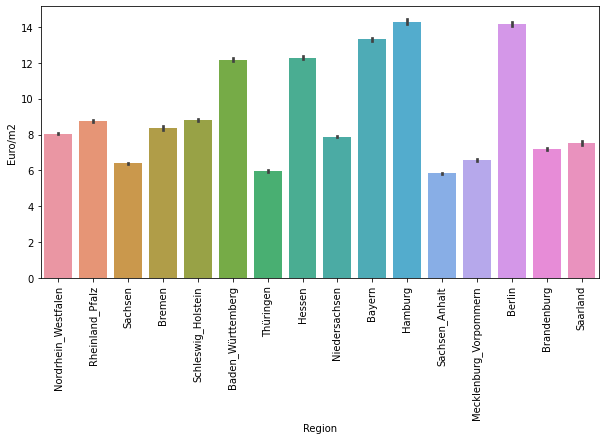 14
12
10
8
6
4
2
0
Euro/m2
Nordrhein_Westfalen
Rheinland_Pfalz
Sachsen
Bremen
Schleswig_Holstein
Baden_Württemberg
Thüringen
Hessen
Niedersachsen
Bayern
Hamburg
Sachsen_Anhalt
Mecklenburg_Vorpommern
Berlin
Brandenburg
Saarland
Region